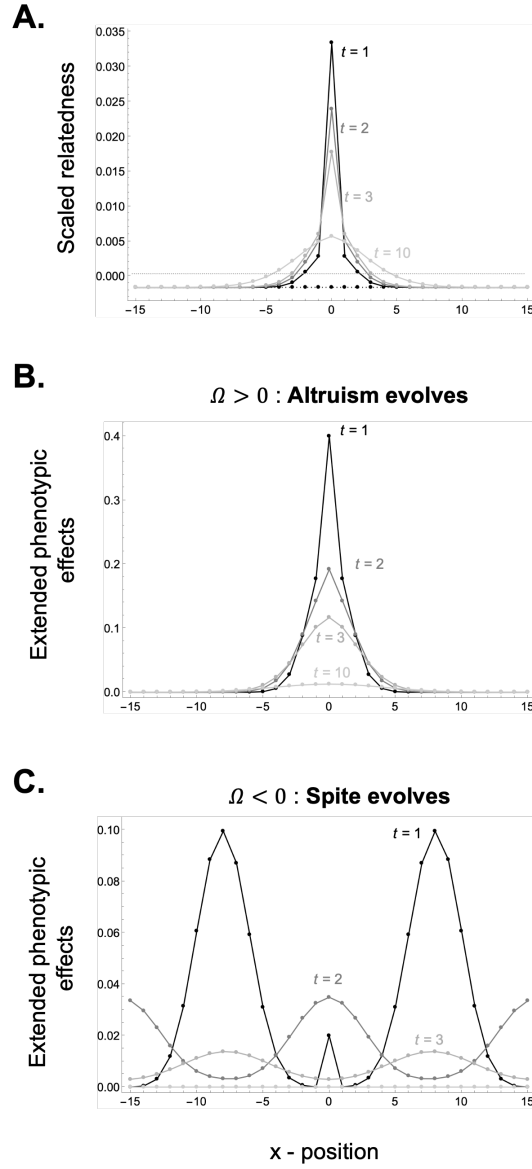 A.
Scaled relatedness
0.035
0.030
0.025
0.020
0.015
0.010
0.005
0.000
t = 1
t = 2
t = 3
t = 10
−15 −10 −5 0 5 10 15
B.
Ω > 0 : Altruism evolves
Extended phenotypic
effects
0.4
0.3
0.2
0.1
0.0
t = 1
t = 2
t = 3
t = 10
−15 −10 −5 0 5 10 15
C.
Ω < 0 : Spite evolves
Extended phenotypic
effects
0.10
0.08
0.06
0.04
0.02
0.00
t = 1
t = 2
t = 3
−15 −10 −5 0 5 10 15
x - position